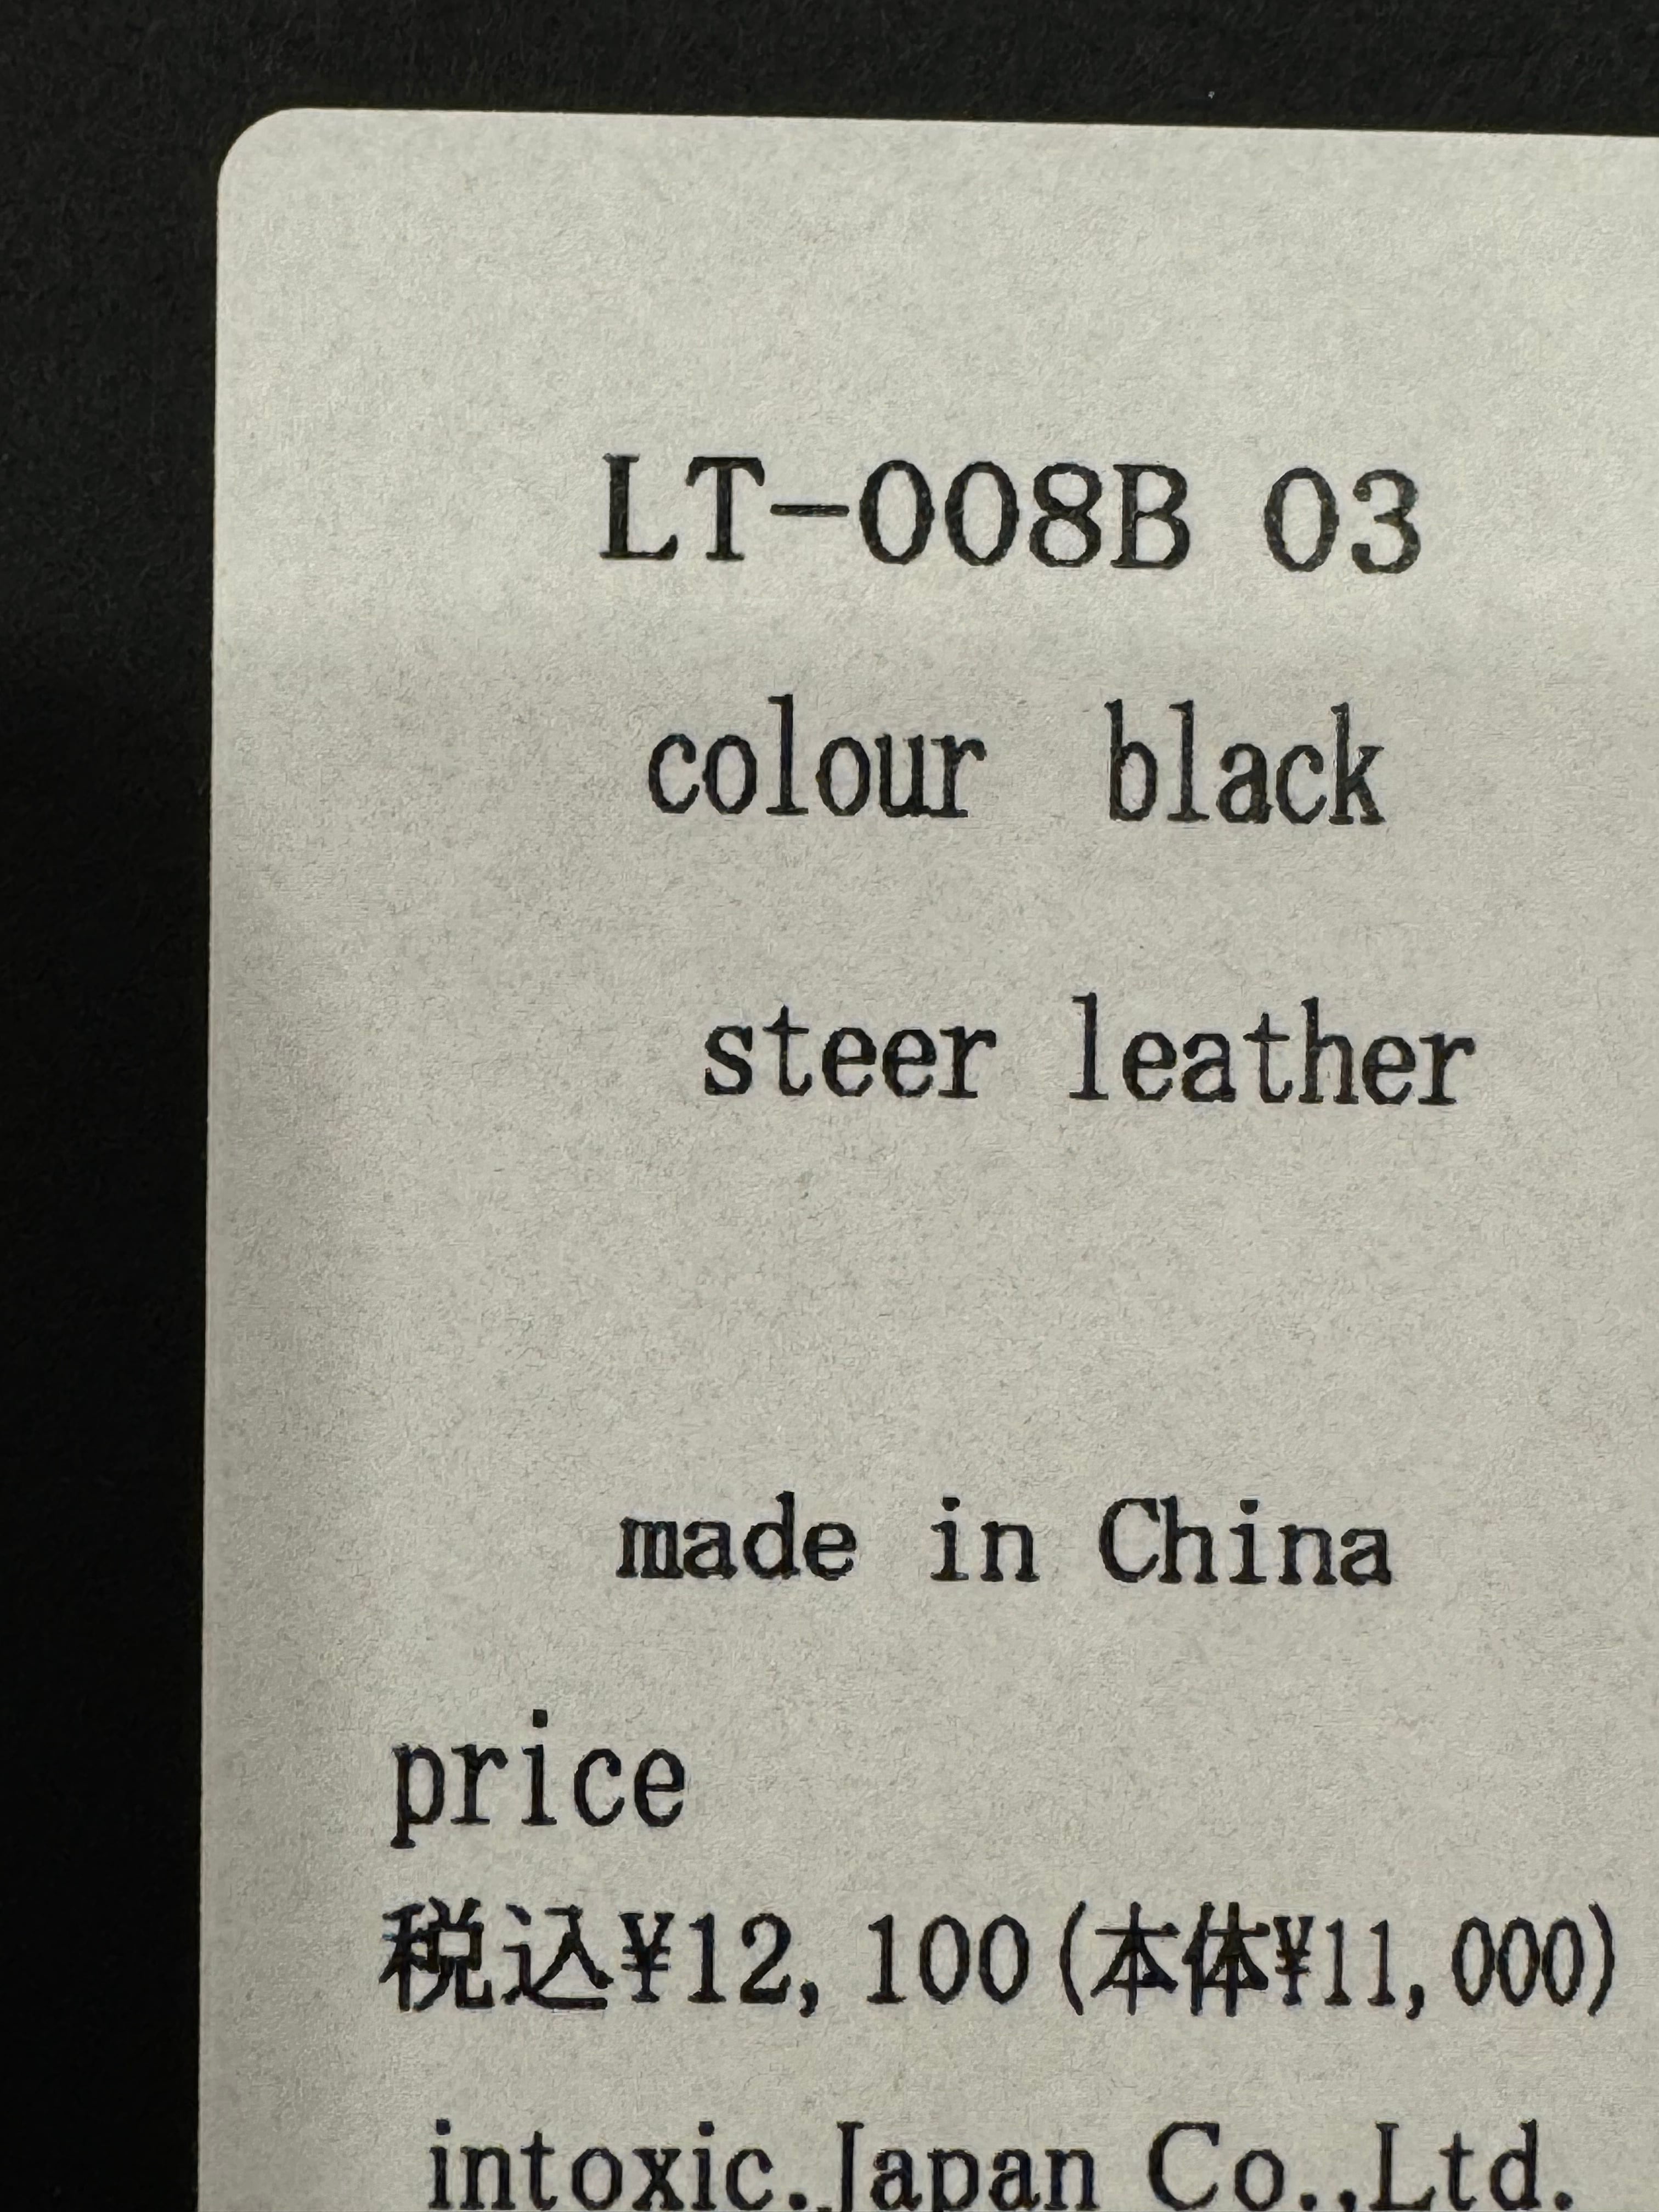 LT-008B 03
colour black
steer leather
made in China
price
税込¥12,100(本体¥11,000)
intoxic.Japan Co.,Ltd.